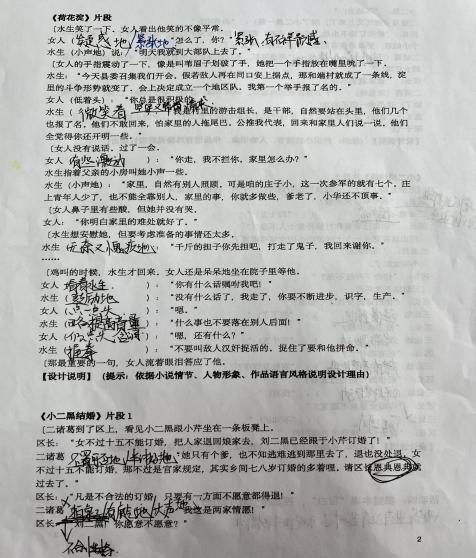 《荷花淀》片段
〔水生笑了一下。女人看出他笑的不像平常。
女人（ ）：“怎么了，你？”
水生（小声地）说：“明天我就到大部队上去了。”
〔女人的手指震动了一下，像是叫苇眉子划破了手，她把一个手指放在嘴里吮了一下。
水生：“今天县委召集我们开会。假若敌人再在同口安上据点，那和端村就成了一条线，淀里的斗争形势就变了。会上决定成立一个地区队。我第一个举手报了名的。”
女人（低着头）：“你总是很积极的。”
水生（微笑着 ）：“我是村里的游击组长，是干部，自然要站在头里，他们几个也报了名。他们不敢回来，怕家里的人拖尾巴。公推我代表，回来和家里人们说一说。他们全觉得你还开明一些。”
〔女人没有说话。过了一会。
女人（有些 ）：“你走，我不拦你，家里怎么办？”
水生指着父亲的小房叫她小声一些。
水生（小声地）：“家里，自然有别人照顾。可是咱的庄子小，这一次参军的就有七个。庄上青年人少了，也不能全靠别人，家里的事，你就多做些，爹老了，小华还不顶事。”
〔女人鼻子里有些酸，但她并没有哭。
女人：“你明白家里的难处就好了。”
〔水生想安慰她，但要考虑准备的事情还太多。
水生（无奈又愧疚地）：“千斤的担子你先担吧，打走了鬼子，我回来谢你。”
……
〔鸡叫的时候，水生才回来。女人还是呆呆地坐在院子里等他。
女人（看着水生 ）：“你有什么话嘱咐我吧！”
水生（鼓励地 ）：“没有什么话了，我走了，你要不断进步，识字，生产。”
女人（点一点头 ）：“嗯。”
水生（略提高音量 ）：“什么事也不要落在别人后面！”
女人（ ）：“嗯，还有什么？”
水生（ ）：“不要叫敌人汉奸捉活的。捉住了要和他拼命。”
〔那最重要的一句，女人流着眼泪答应了他。
【设计说明】（提示：依据小说情节、人物形象、作品语言风格说明设计理由）
《小二黑结婚》片段 1
〔二诸葛到了区上，看见小二黑跟小芹坐在一条板凳上。
区长：“女不过十五不能订婚，把人家退回娘家去，刘二黑已经跟于小芹订婚了！”
二诸葛 “她只有个爹，也不知逃难逃到那里去了，退也没处退。女不过十五不能订婚，那不过是官家规定，其实乡间七八岁订婚的多着哩。请区长恩典恩典就过去了。”
区长：“凡是不合法的订婚，只要有一方面不愿意都得退！”
二诸葛 “我这是两家情愿！”
区长 “刘二黑！你愿意不愿意？”
2